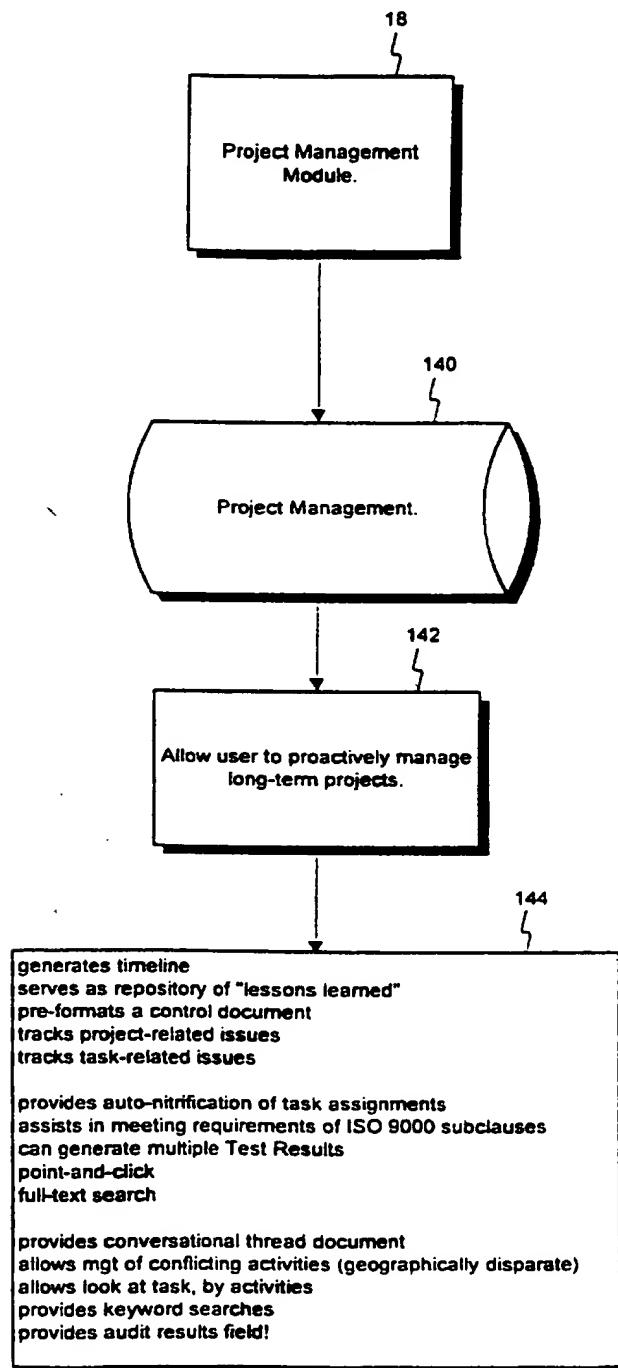 18
Project Management
Module.
140
Project Management.
142
Allow user to proactively manage
long-term projects.
144
generates timeline
serves as repository of "lessons learned"
pre-formats a control document
tracks project-related issues
tracks task-related issues
provides auto-nitrification of task assignments
assists in meeting requirements of ISO 9000 subclauses
can generate multiple Test Results
point-and-click
full-text search
provides conversational thread document
allows mgt of conflicting activities (geographically disparate)
allows look at task, by activities
provides keyword searches
provides audit results field!